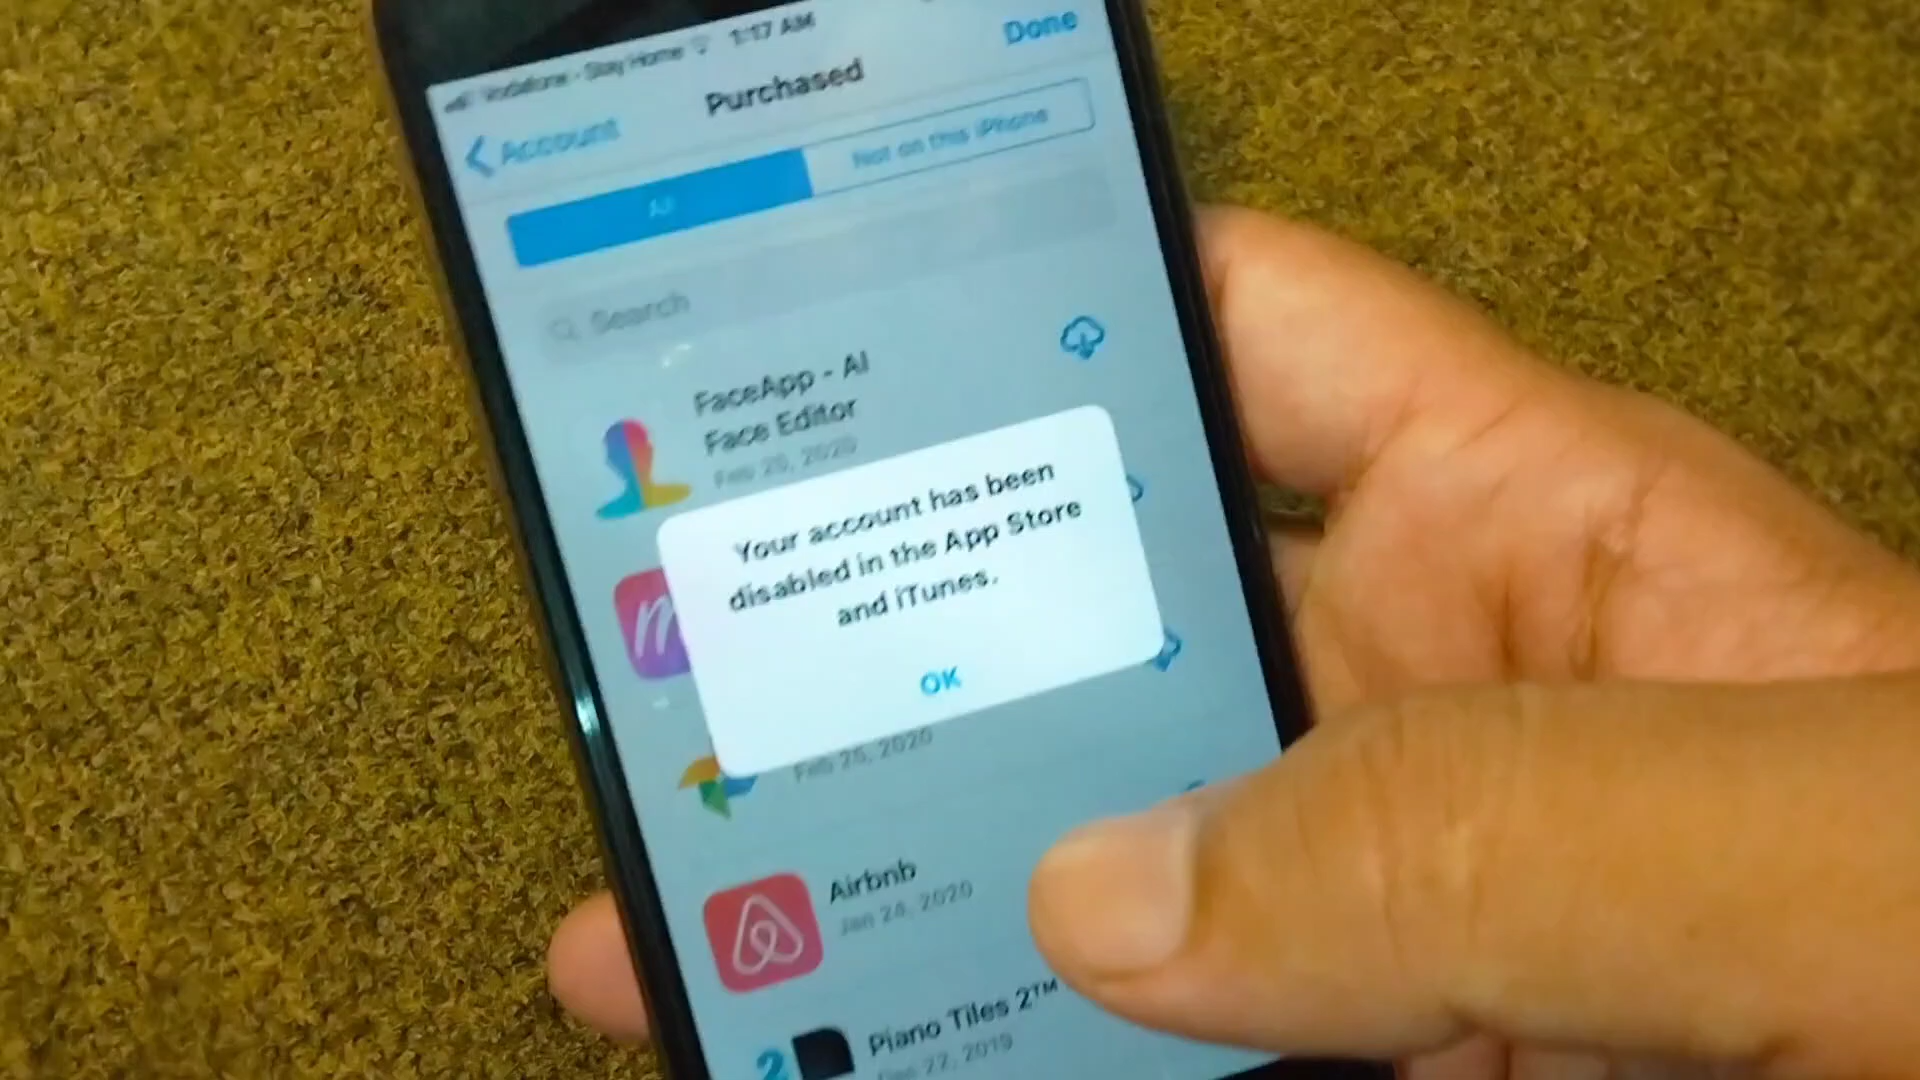 Vodafone - Stay Home 1:17 AM
Done
Account
Purchased
All
Not on this iPhone
Search
FaceApp - AI
Face Editor
Feb 25, 2020
Your account has been
disabled in the App Store
and iTunes.
OK
m
Feb 25, 2020
Airbnb
Jan 24, 2020
2
Piano Tiles 2™
22, 2019